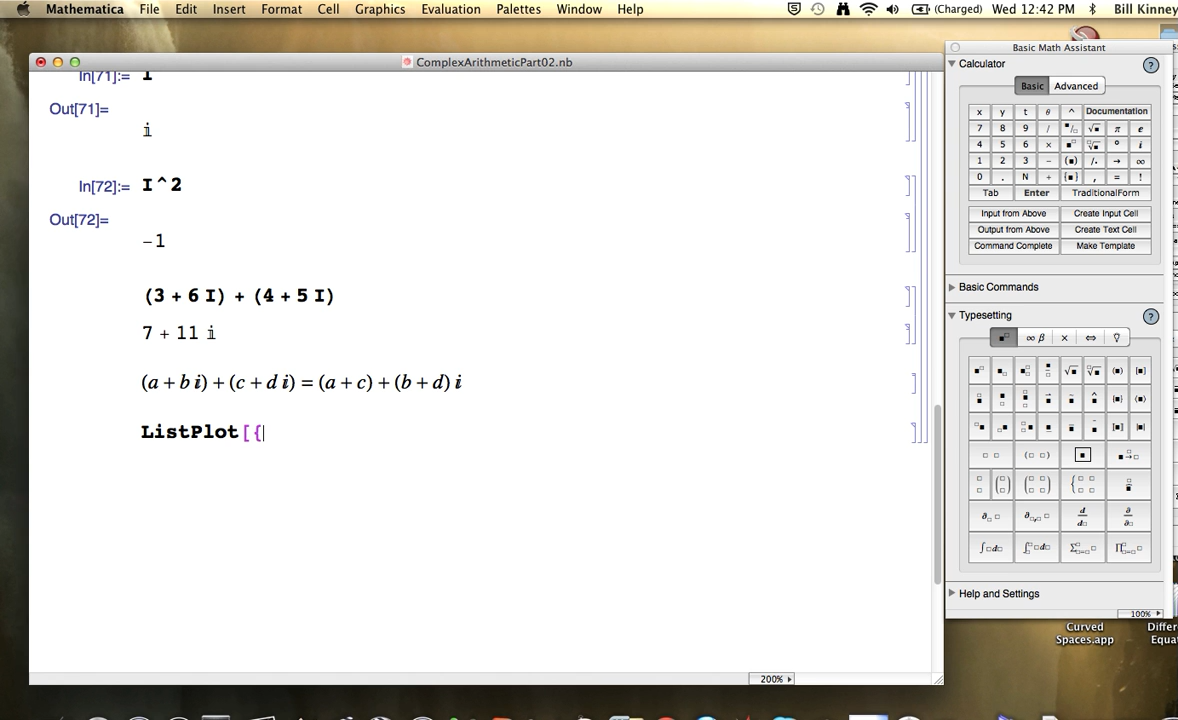 Mathematica File Edit Insert Format Cell Graphics Evaluation Palettes Window Help (Charged) Wed 12:42 PM Bill Kinney
ComplexArithmeticPart02.nb
In[71]:= I
Out[71]=
i
In[72]:= I^2
Out[72]=
-1
(3 + 6 I) + (4 + 5 I)
7 + 11 i
(a + b i) + (c + d i) = (a + c) + (b + d) i
ListPlot[{
200%
Basic Math Assistant
Calculator ?
Basic Advanced
x y t θ ^ Documentation
7 8 9 / ■/□ √■ π e
4 5 6 × ■□ □√■ ° i
1 2 3 − (■) /. → ∞
0 . N + {■} , = !
Tab Enter TraditionalForm
Input from Above Create Input Cell
Output from Above Create Text Cell
Command Complete Make Template
Basic Commands
Typesetting ?
∞ β × ⇔
d/d□ ∂/∂□
∫□d□ ∫□d□ Σ Π
Help and Settings
100%
Curved
Spaces.app
Differ
Equa